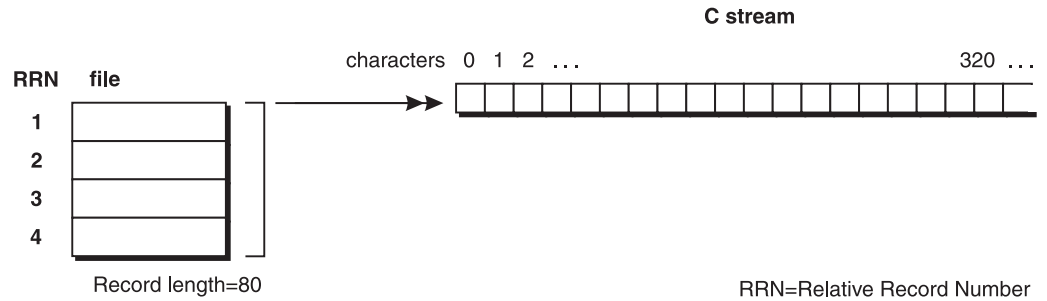 C stream
characters 0 1 2 ... 320 ...
RRN file
1
2
3
4
Record length=80
RRN=Relative Record Number